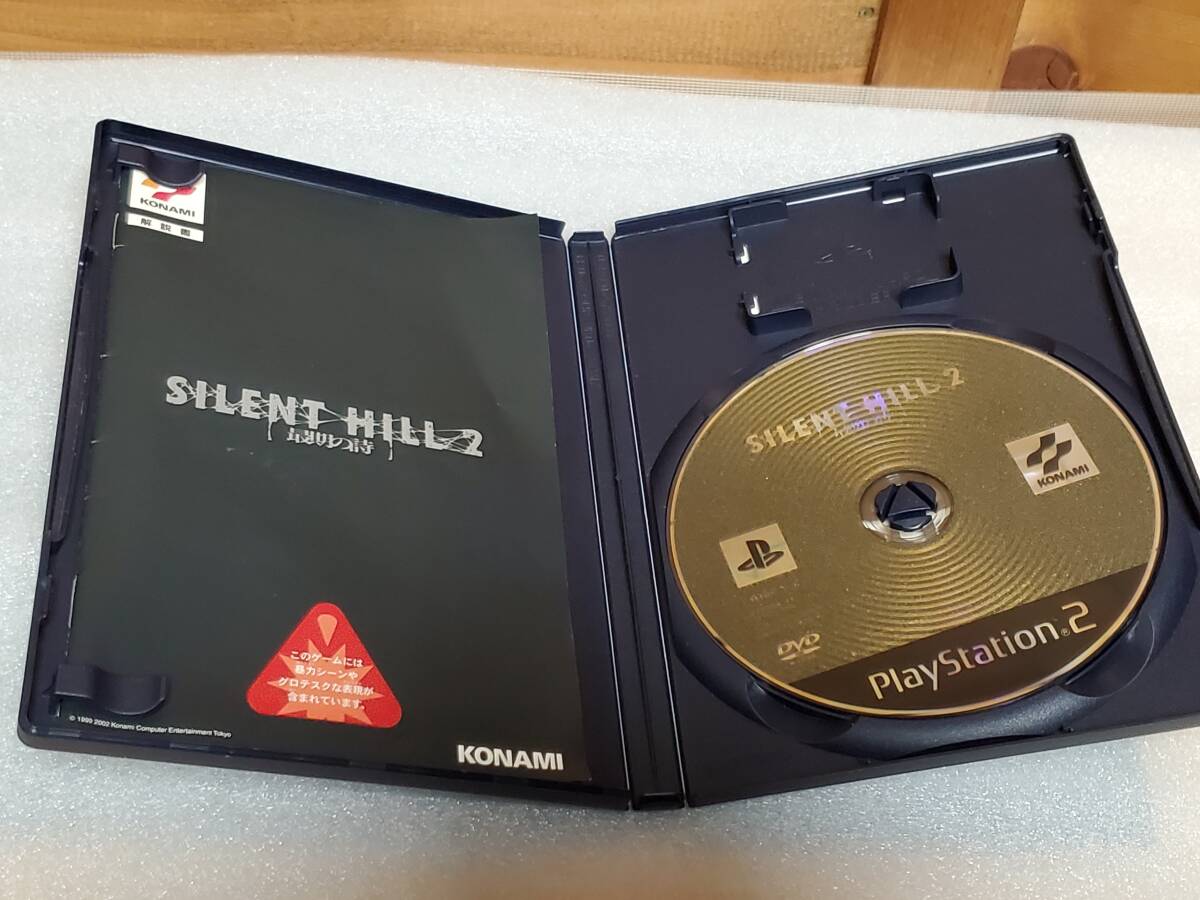 KONAMI
解説書
SILENT HILL 2
最期の詩
このゲームには
暴力シーンや
グロテスクな表現が
含まれています。
© 1999 2002 Konami Computer Entertainment Tokyo
KONAMI
SILENT HILL 2
KONAMI
DVD
PlayStation®2